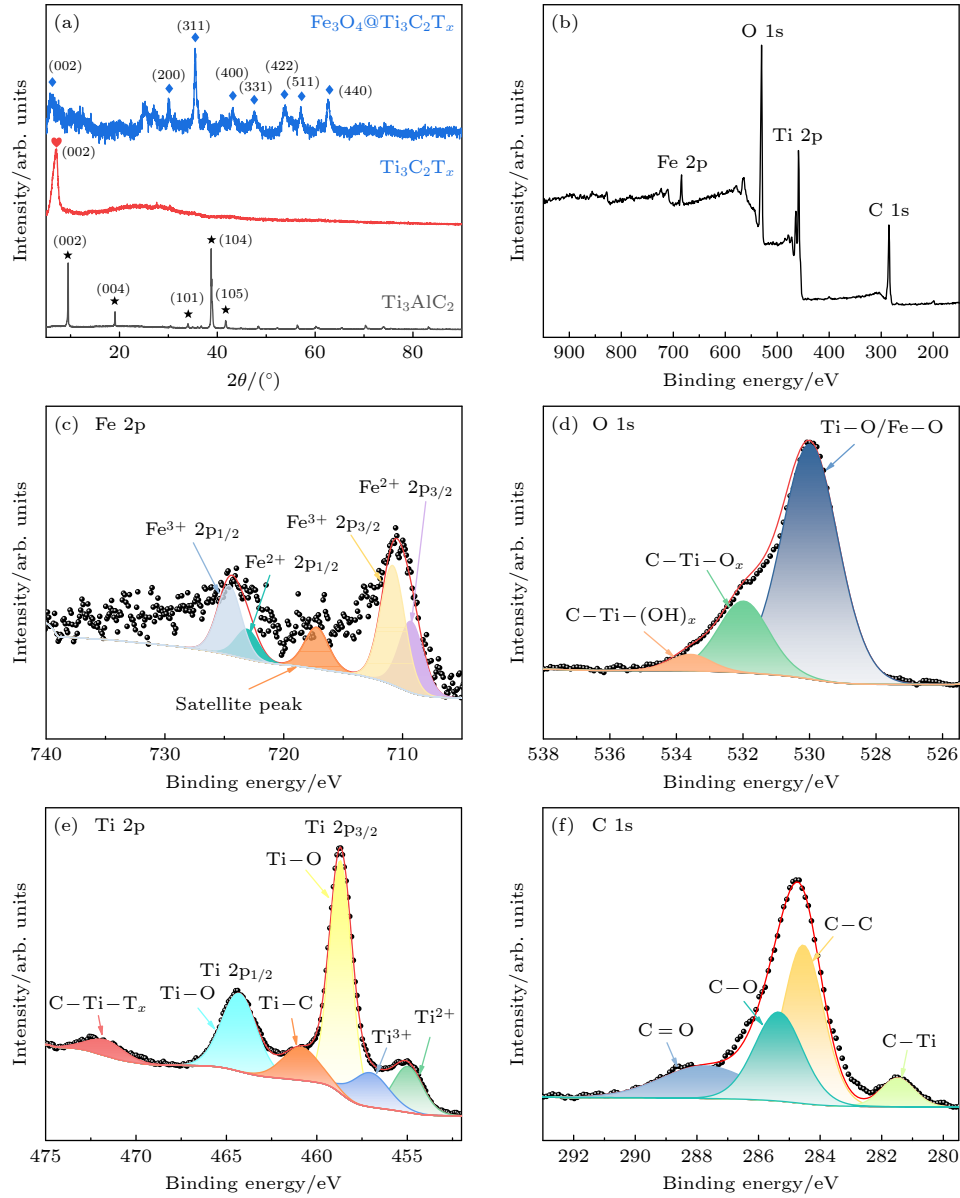 (a)
Fe₃O₄@Ti₃C₂Tₓ
(311)
(002)
(200)
(400)
(331)
(422)
(511)
(440)
(002)
Ti₃C₂Tₓ
(002)
(004)
(101)
(104)
(105)
Ti₃AlC₂
Intensity/arb. units
20 40 60 80
2θ/(°)
(b)
O 1s
Ti 2p
Fe 2p
C 1s
Intensity/arb. units
900 800 700 600 500 400 300 200
Binding energy/eV
(c) Fe 2p
Fe²⁺ 2p₃/₂
Fe³⁺ 2p₁/₂
Fe³⁺ 2p₃/₂
Fe²⁺ 2p₁/₂
Satellite peak
Intensity/arb. units
740 730 720 710
Binding energy/eV
(d) O 1s
Ti−O/Fe−O
C−Ti−Oₓ
C−Ti−(OH)ₓ
Intensity/arb. units
538 536 534 532 530 528 526
Binding energy/eV
(e) Ti 2p
Ti 2p₃/₂
Ti−O
Ti 2p₁/₂
C−Ti−Tₓ
Ti−O
Ti−C
Ti³⁺
Ti²⁺
Intensity/arb. units
475 470 465 460 455
Binding energy/eV
(f) C 1s
C−C
C−O
C=O
C−Ti
Intensity/arb. units
292 290 288 286 284 282 280
Binding energy/eV